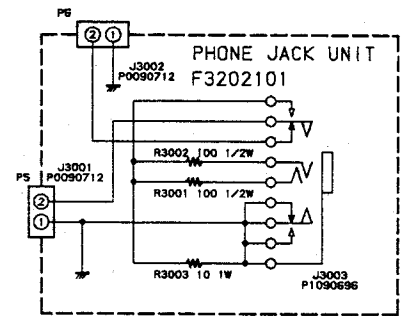 P6
2 1
PHONE JACK UNIT
F3202101
J3002
P0090712
R3002 100 1/2W
J3001
P0090712
P5
R3001 100 1/2W
2
1
R3003 10 1W
J3003
P1090696